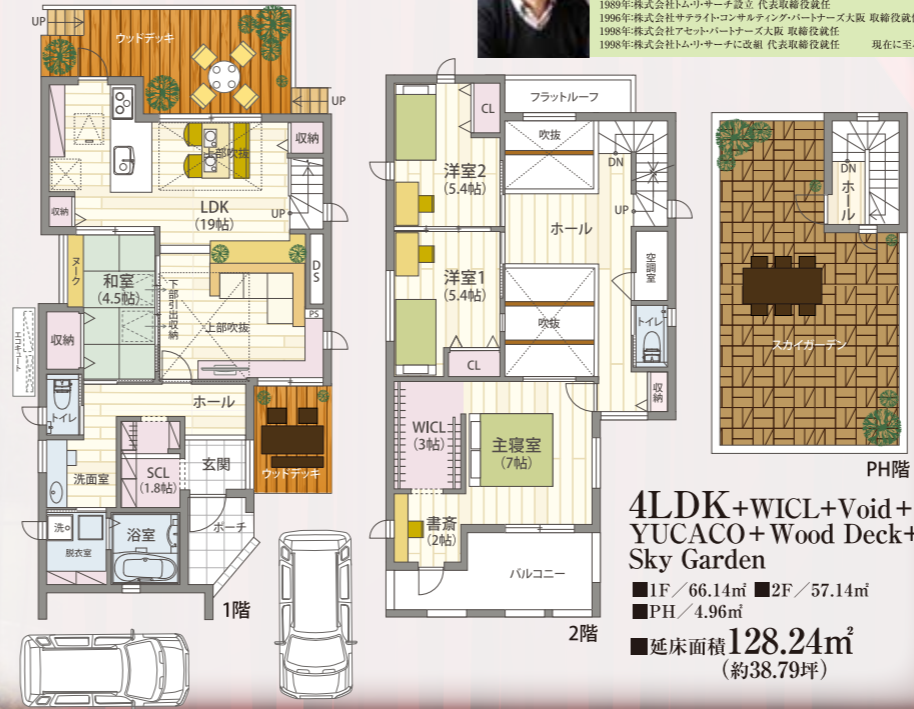 1989年:株式会社トム・リサーチ設立 代表取締役就任
1996年:株式会社サテライト・コンサルティング・パートナーズ大阪 取締役就
1998年:株式会社アセット・パートナーズ大阪 取締役就任
1998年:株式会社トム・リサーチに改組 代表取締役就任 現在に至
UP
ウッドデッキ
UP
収納
上部吹抜
LDK
(19帖)
UP
収納
ヌーク
和室
(4.5帖)
下部引出収納
上部吹抜
DS
PS
収納
エコキュート
トイレ
ホール
洗面室
SCL
(1.8帖)
玄関
ウッドデッキ
洗
脱衣室
浴室
ポーチ
1階
フラットルーフ
CL
吹抜
DN
洋室2
(5.4帖)
UP
ホール
洋室1
(5.4帖)
空調室
吹抜
トイレ
CL
収納
WICL
(3帖)
主寝室
(7帖)
書斎
(2帖)
バルコニー
2階
DN
ホール
スカイガーデン
PH階
4LDK+WICL+Void+
YUCACO+Wood Deck+
Sky Garden
■1F/66.14㎡ ■2F/57.14㎡
■PH/4.96㎡
■延床面積128.24㎡
(約38.79坪)